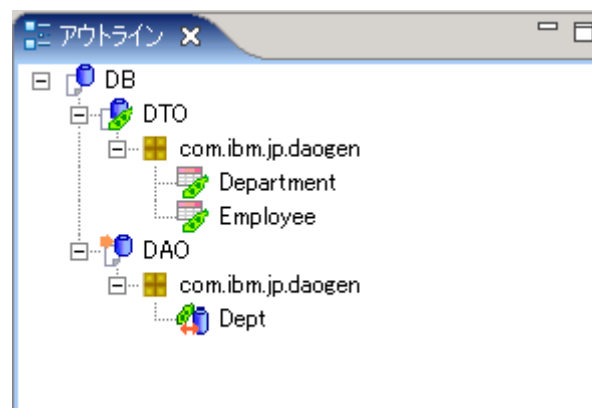 アウトライン
DB
DTO
com.ibm.jp.daogen
Department
Employee
DAO
com.ibm.jp.daogen
Dept